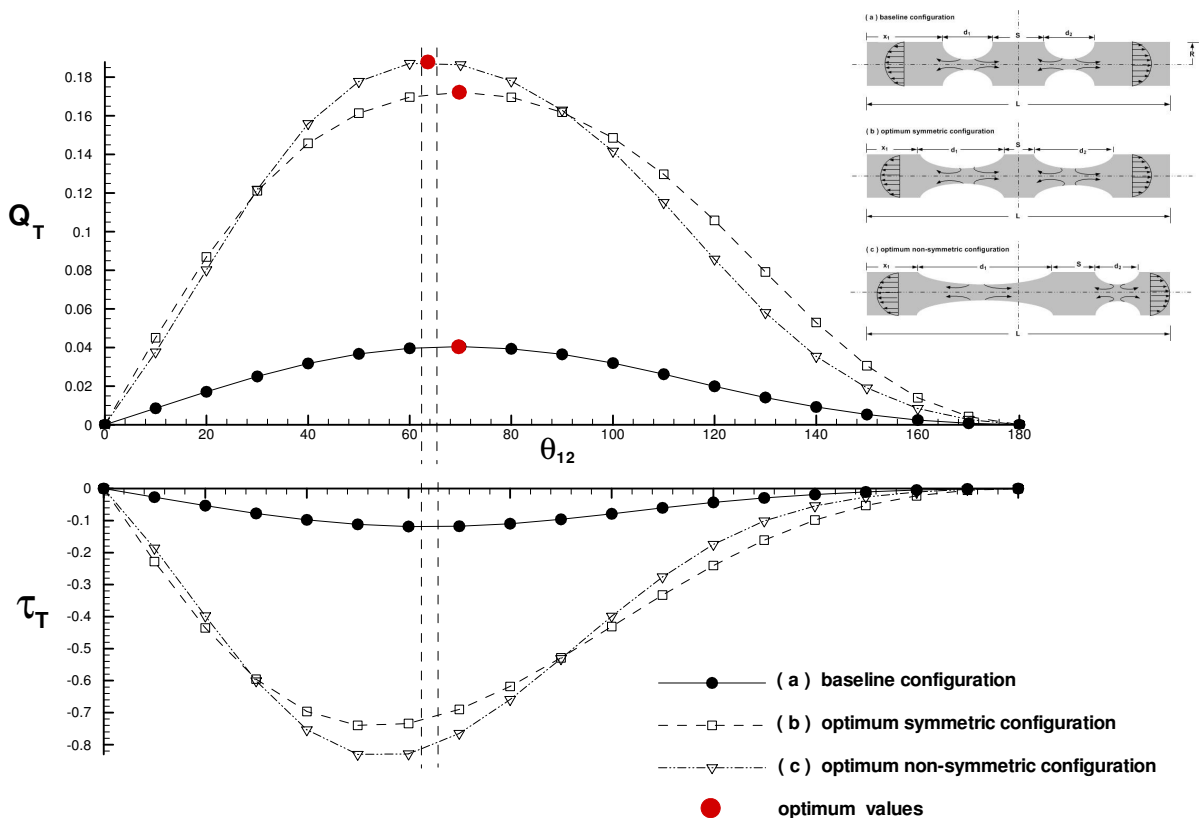 ( a ) baseline configuration
x1 d1 S d2
R
L
( b ) optimum symmetric configuration
x1 d1 S d2
L
( c ) optimum non-symmetric configuration
x1 d1 S d2
L
QT
0.18
0.16
0.14
0.12
0.1
0.08
0.06
0.04
0.02
0
0 20 40 60 80 100 120 140 160 180
θ12
τT
0
-0.1
-0.2
-0.3
-0.4
-0.5
-0.6
-0.7
-0.8
( a ) baseline configuration
( b ) optimum symmetric configuration
( c ) optimum non-symmetric configuration
optimum values